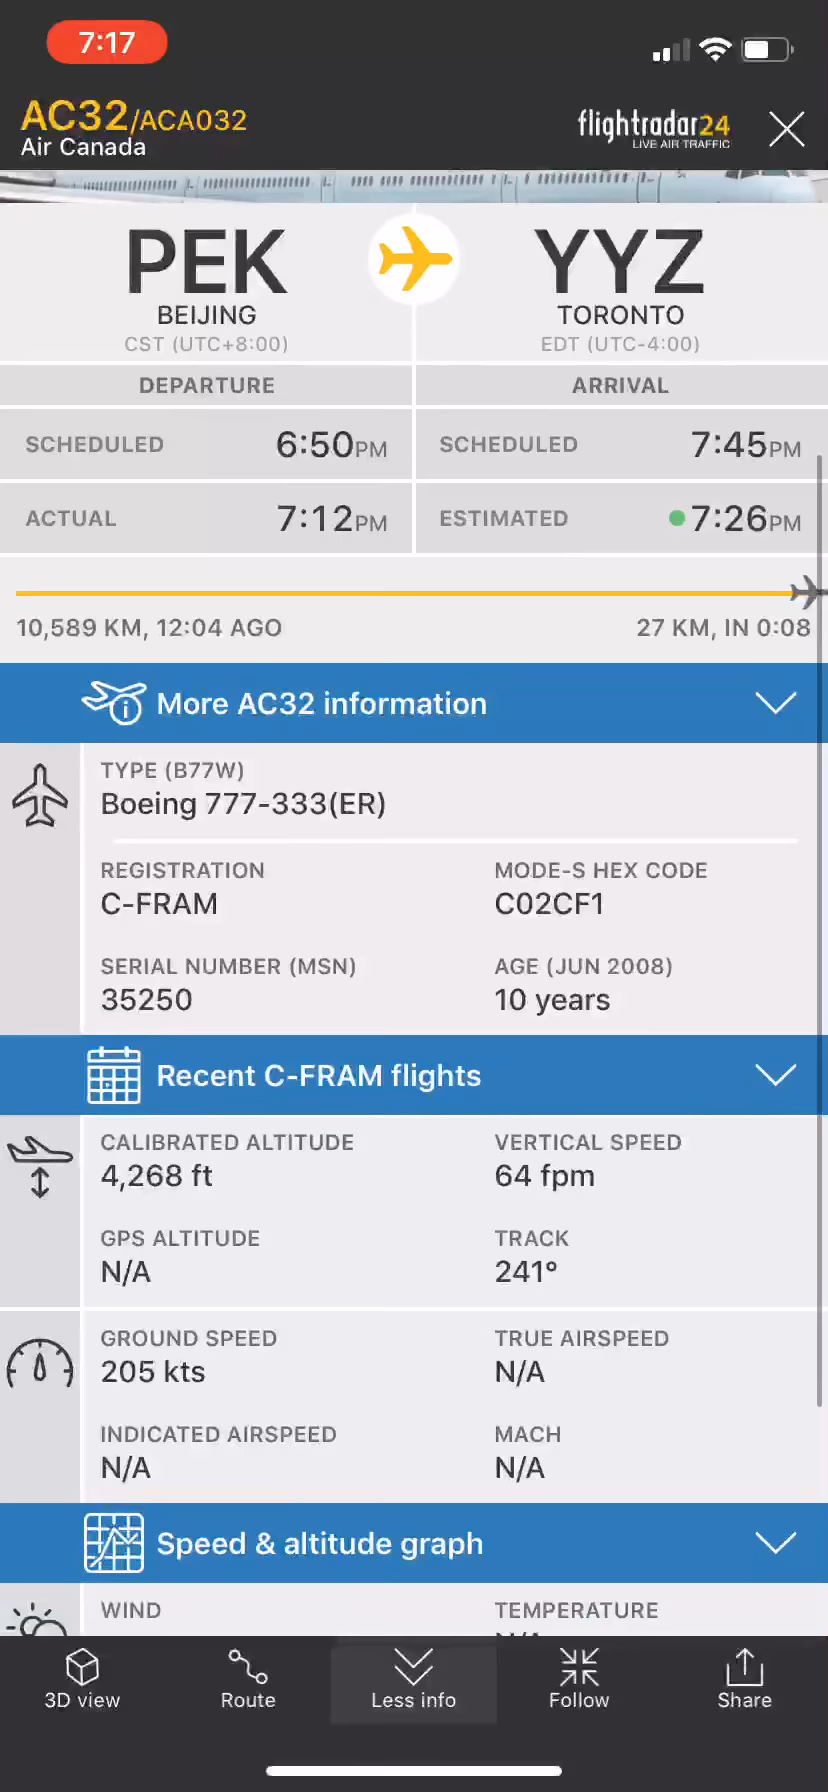 7:17
AC32/ACA032
Air Canada
flightradar24
LIVE AIR TRAFFIC
PEK
BEIJING
CST (UTC+8:00)
YYZ
TORONTO
EDT (UTC-4:00)
DEPARTURE
ARRIVAL
SCHEDULED 6:50PM
SCHEDULED 7:45PM
ACTUAL 7:12PM
ESTIMATED 7:26PM
10,589 KM, 12:04 AGO
27 KM, IN 0:08
More AC32 information
TYPE (B77W)
Boeing 777-333(ER)
REGISTRATION
C-FRAM
MODE-S HEX CODE
C02CF1
SERIAL NUMBER (MSN)
35250
AGE (JUN 2008)
10 years
Recent C-FRAM flights
CALIBRATED ALTITUDE
4,268 ft
VERTICAL SPEED
64 fpm
GPS ALTITUDE
N/A
TRACK
241°
GROUND SPEED
205 kts
TRUE AIRSPEED
N/A
INDICATED AIRSPEED
N/A
MACH
N/A
Speed & altitude graph
WIND
TEMPERATURE
3D view
Route
Less info
Follow
Share